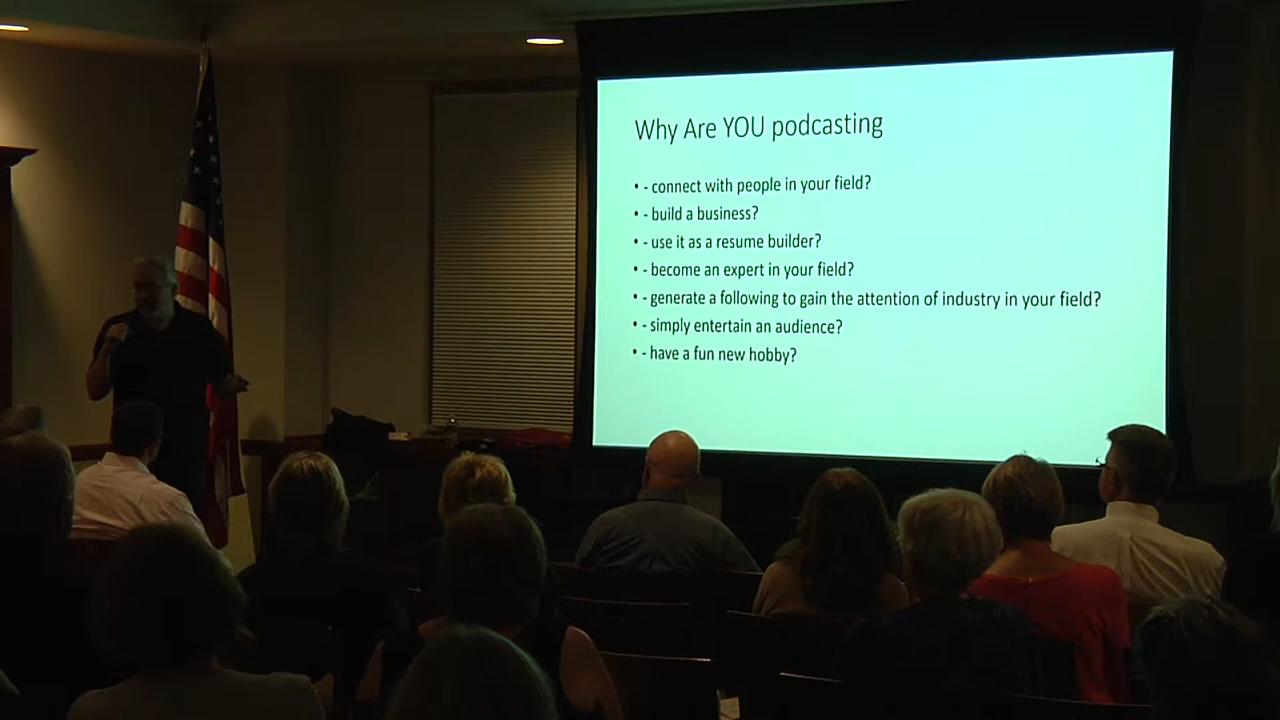 Why Are YOU podcasting
• - connect with people in your field?
• - build a business?
• - use it as a resume builder?
• - become an expert in your field?
• - generate a following to gain the attention of industry in your field?
• - simply entertain an audience?
• - have a fun new hobby?